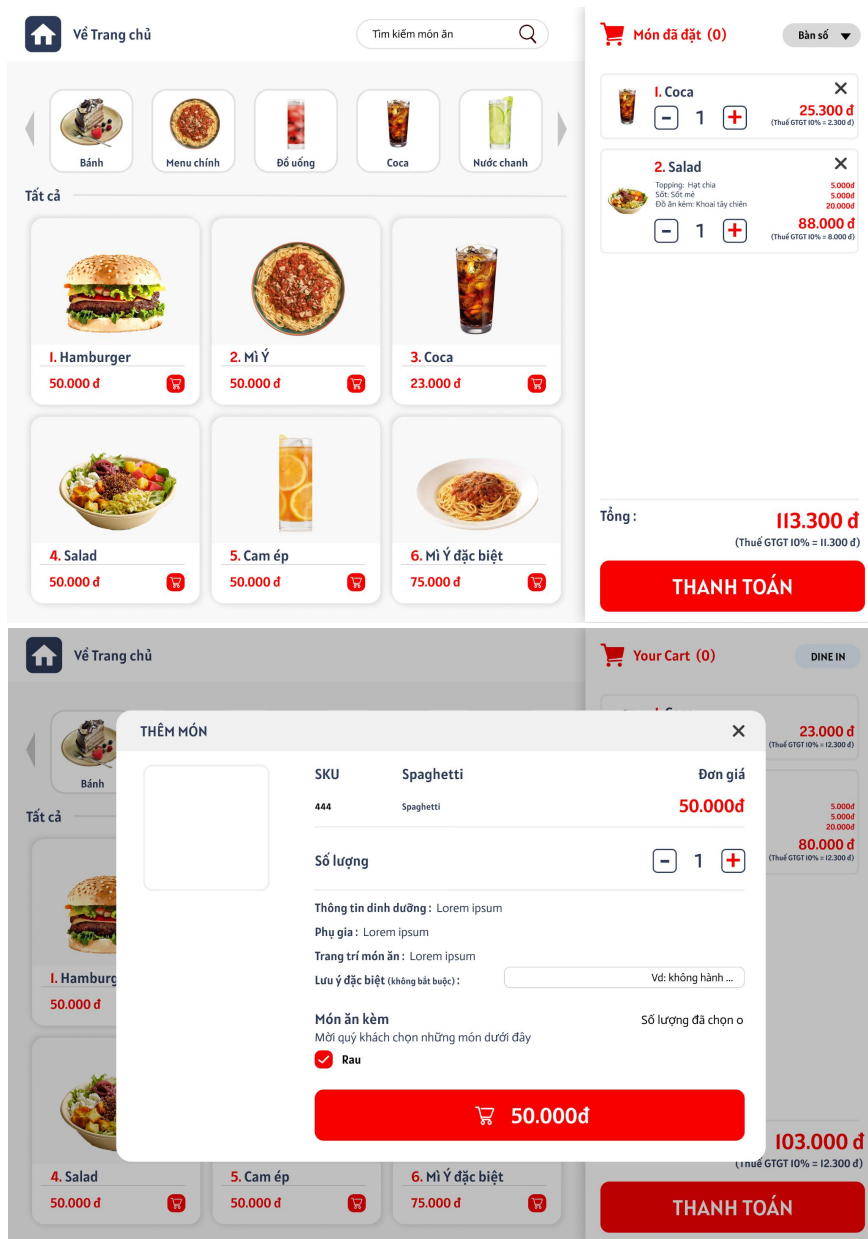 Về Trang chủ
Tìm kiếm món ăn
Món đã đặt (0)
Bàn số
Bánh
Menu chính
Đồ uống
Coca
Nước chanh
Tất cả
1. Hamburger
50.000 đ
2. Mì Ý
50.000 đ
3. Coca
23.000 đ
4. Salad
50.000 đ
5. Cam ép
50.000 đ
6. Mì Ý đặc biệt
75.000 đ
1. Coca
- 1 +
25.300 đ
(Thuế GTGT 10% = 2.300 đ)
2. Salad
Topping: Hạt chia 5.000đ
Sốt: Sốt mè 5.000đ
Đồ ăn kèm: Khoai tây chiên 20.000đ
- 1 +
88.000 đ
(Thuế GTGT 10% = 8.000 đ)
Tổng :
113.300 đ
(Thuế GTGT 10% = 11.300 đ)
THANH TOÁN
Về Trang chủ
Your Cart (0)
DINE IN
Bánh
Tất cả
1. Hamburg
50.000 đ
4. Salad
50.000 đ
5. Cam ép
50.000 đ
6. Mì Ý đặc biệt
75.000 đ
23.000 đ
(Thuế GTGT 10% = 12.300 đ)
5.000đ
5.000đ
20.000đ
80.000 đ
(Thuế GTGT 10% = 12.300 đ)
103.000 đ
(Thuế GTGT 10% = 12.300 đ)
THANH TOÁN
THÊM MÓN
SKU Spaghetti Đơn giá
444 Spaghetti 50.000đ
Số lượng - 1 +
Thông tin dinh dưỡng : Lorem ipsum
Phụ gia : Lorem ipsum
Trang trí món ăn : Lorem ipsum
Lưu ý đặc biệt (không bắt buộc) : Vd: không hành ...
Món ăn kèm Số lượng đã chọn o
Mời quý khách chọn những món dưới đây
Rau
50.000đ